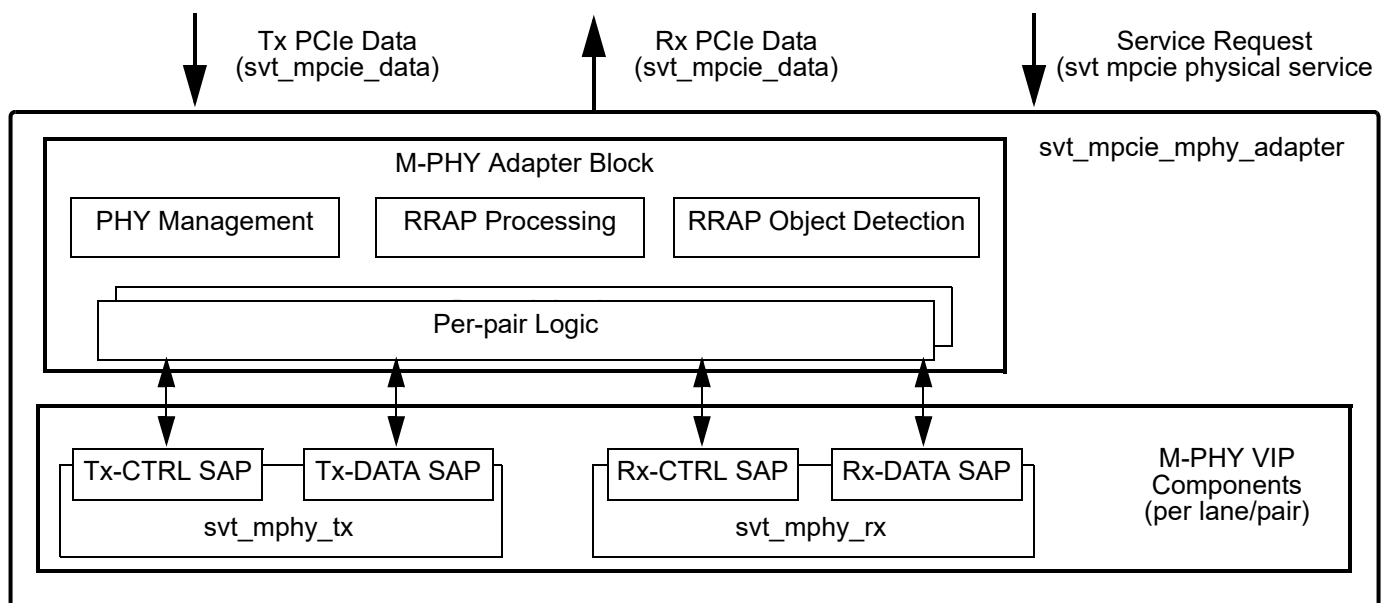 Tx PCIe Data
(svt_mpcie_data)
Rx PCIe Data
(svt_mpcie_data)
Service Request
(svt mpcie physical service
svt_mpcie_mphy_adapter
M-PHY Adapter Block
PHY Management
RRAP Processing
RRAP Object Detection
Per-pair Logic
Tx-CTRL SAP
Tx-DATA SAP
svt_mphy_tx
Rx-CTRL SAP
Rx-DATA SAP
svt_mphy_rx
M-PHY VIP
Components
(per lane/pair)